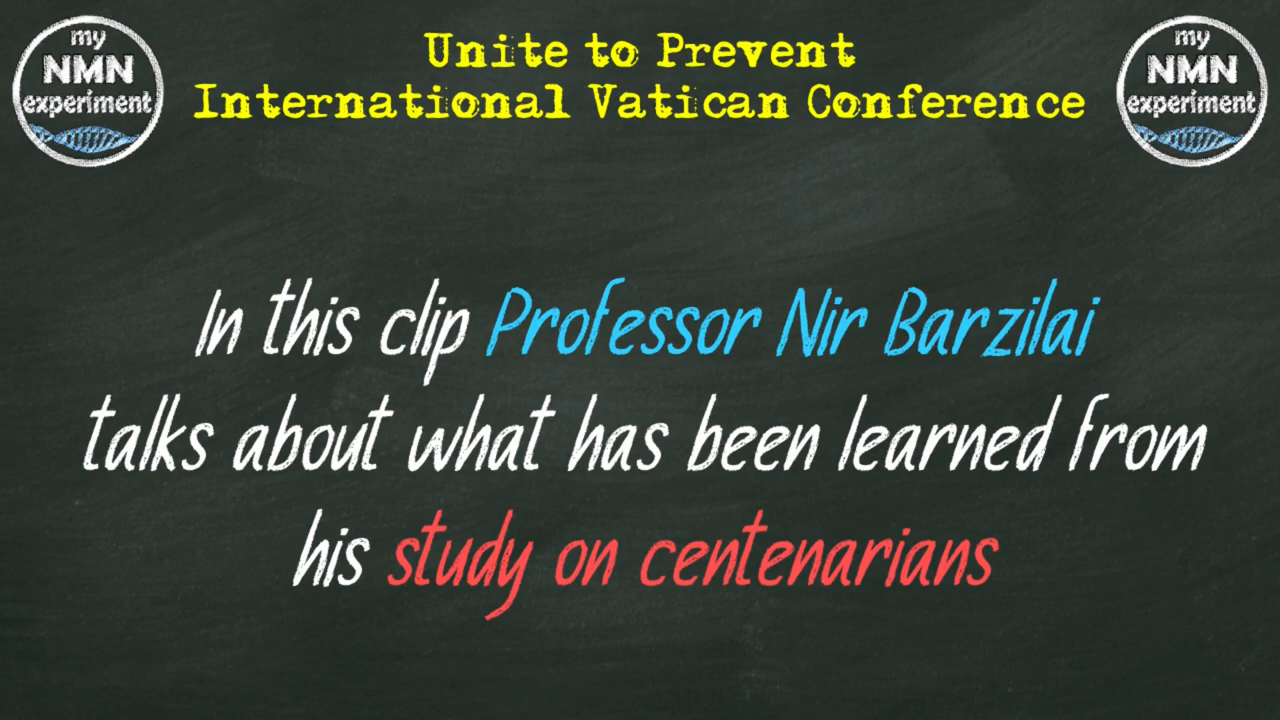 my
NMN
experiment
Unite to Prevent
International Vatican Conference
my
NMN
experiment
In this clip Professor Nir Barzilai
talks about what has been learned from
his study on centenarians